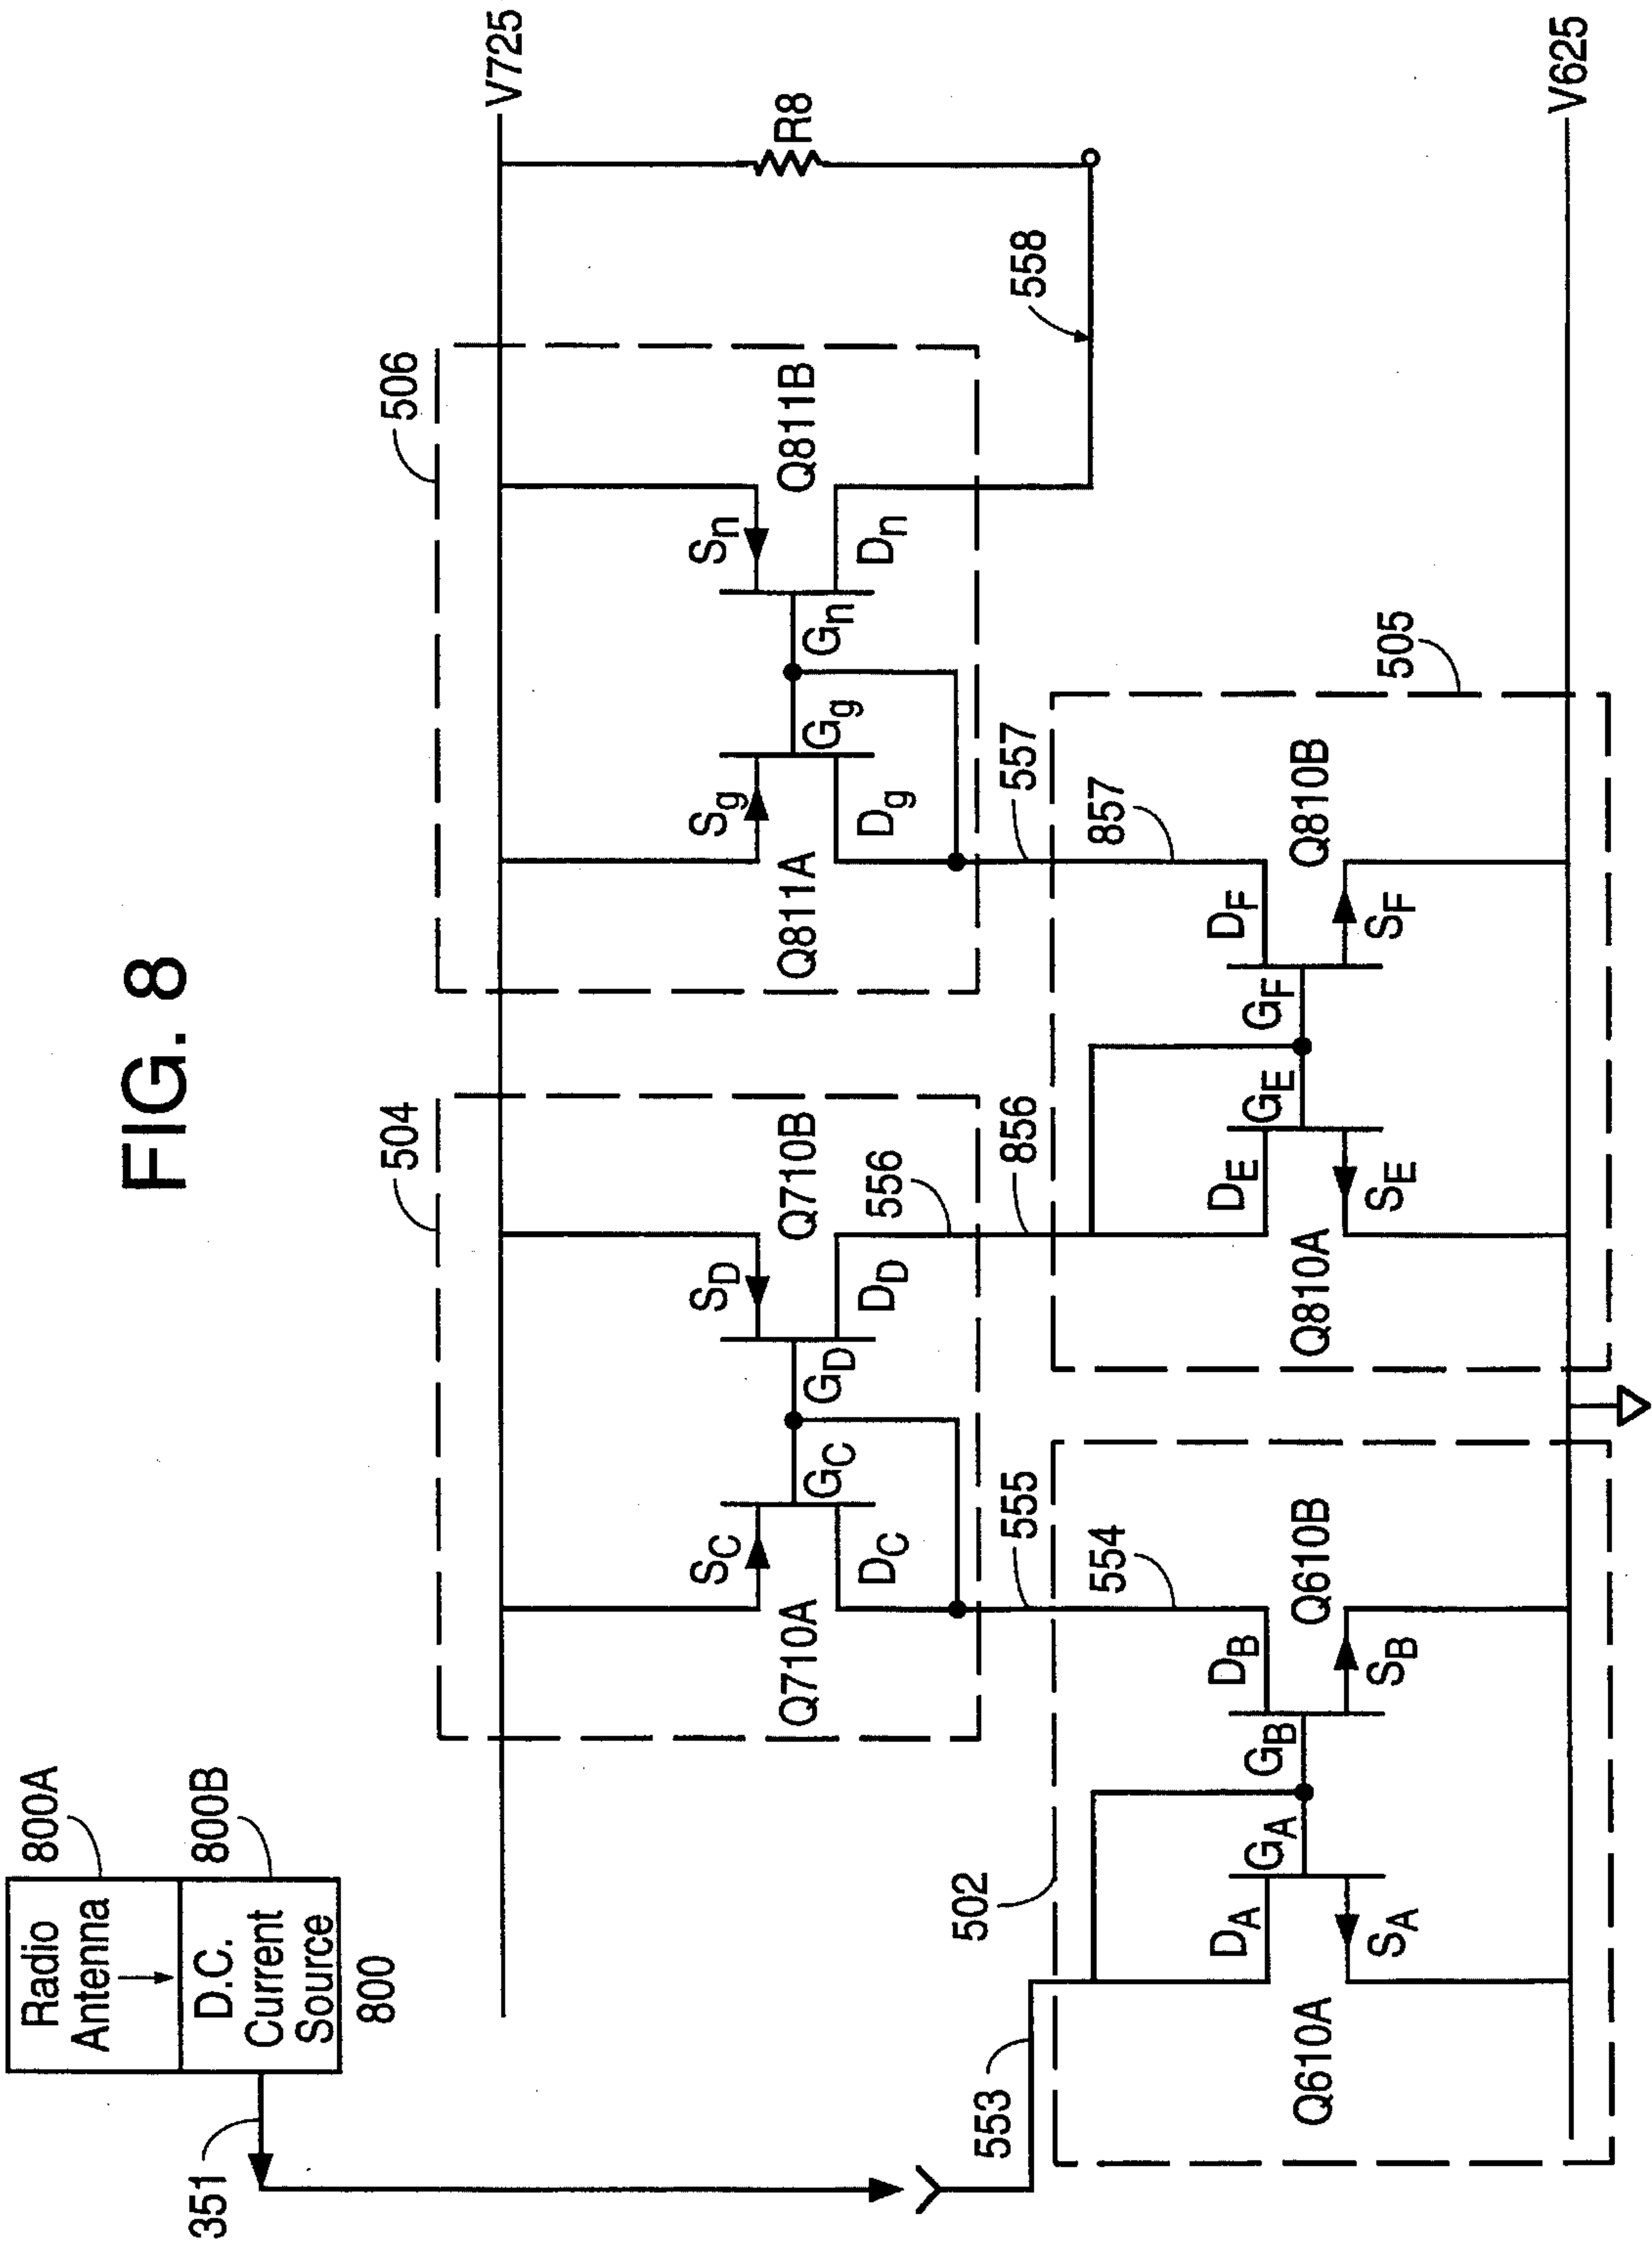 FIG. 8
Radio
Antenna
D.C.
Current
Source
800A
800B
800
351
V725
504
506
SC
SD
Q710A
Q710B
GC
GD
DC
DD
Sg
Sn
Q811A
Q811B
Gg
Gn
Dg
Dn
R8
558
553
502
555
554
556
856
557
857
505
DA
DB
GA
GB
Q610A
Q610B
SA
SB
DE
DF
GE
GF
Q810A
Q810B
SE
SF
V625